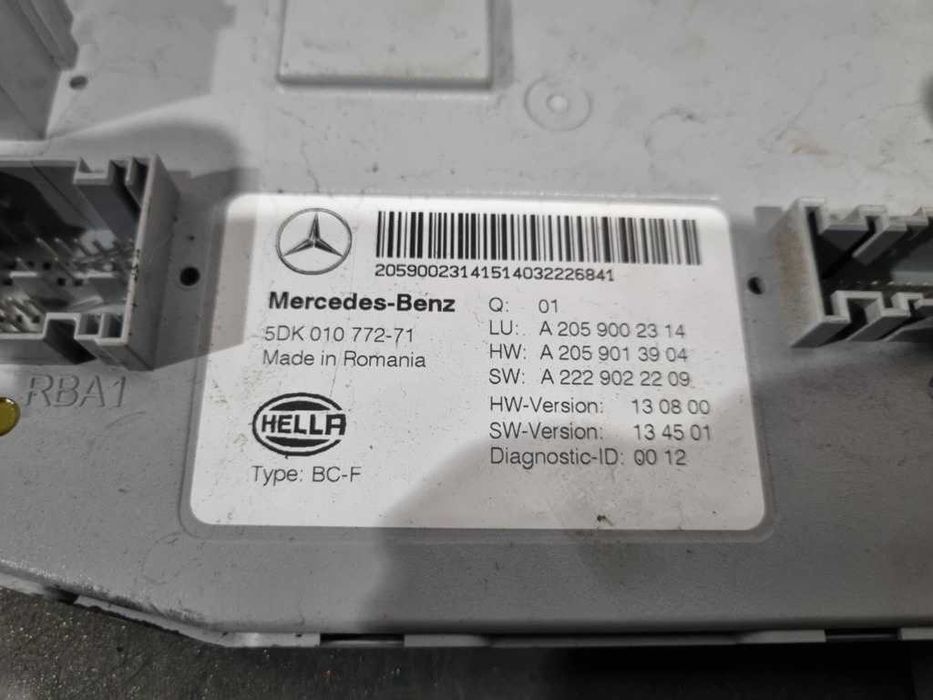 20590023141514032226841
Mercedes-Benz
5DK 010 772-71
Made in Romania
HELLA
Type: BC-F
Q: 01
LU: A 205 900 23 14
HW: A 205 901 39 04
SW: A 222 902 22 09
HW-Version: 13 08 00
SW-Version: 13 45 01
Diagnostic-ID: 00 12
RBA1